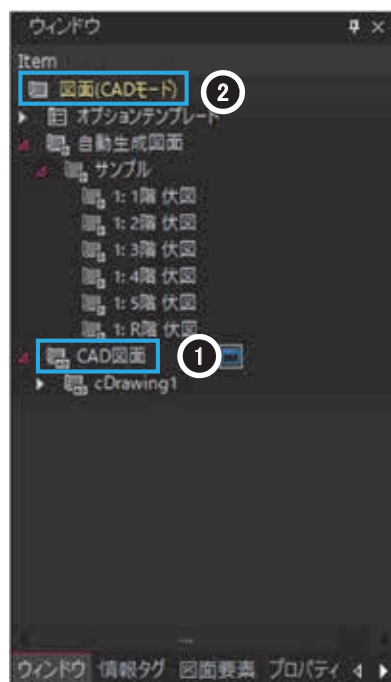 ウィンドウ
Item
図面(CADモード)
2
オプションテンプレート
自動生成図面
サンプル
1: 1階 伏図
1: 2階 伏図
1: 3階 伏図
1: 4階 伏図
1: 5階 伏図
1: R階 伏図
CAD図面
1
cDrawing1
ウィンドウ 情報タグ 図面要素 プロパティ